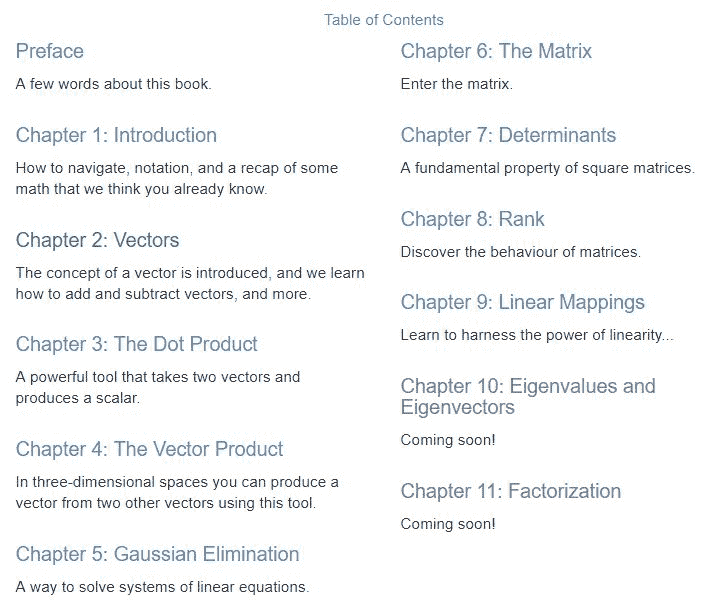 Table of Contents
Preface
A few words about this book.
Chapter 1: Introduction
How to navigate, notation, and a recap of some
math that we think you already know.
Chapter 2: Vectors
The concept of a vector is introduced, and we learn
how to add and subtract vectors, and more.
Chapter 3: The Dot Product
A powerful tool that takes two vectors and
produces a scalar.
Chapter 4: The Vector Product
In three-dimensional spaces you can produce a
vector from two other vectors using this tool.
Chapter 5: Gaussian Elimination
A way to solve systems of linear equations.
Chapter 6: The Matrix
Enter the matrix.
Chapter 7: Determinants
A fundamental property of square matrices.
Chapter 8: Rank
Discover the behaviour of matrices.
Chapter 9: Linear Mappings
Learn to harness the power of linearity...
Chapter 10: Eigenvalues and
Eigenvectors
Coming soon!
Chapter 11: Factorization
Coming soon!